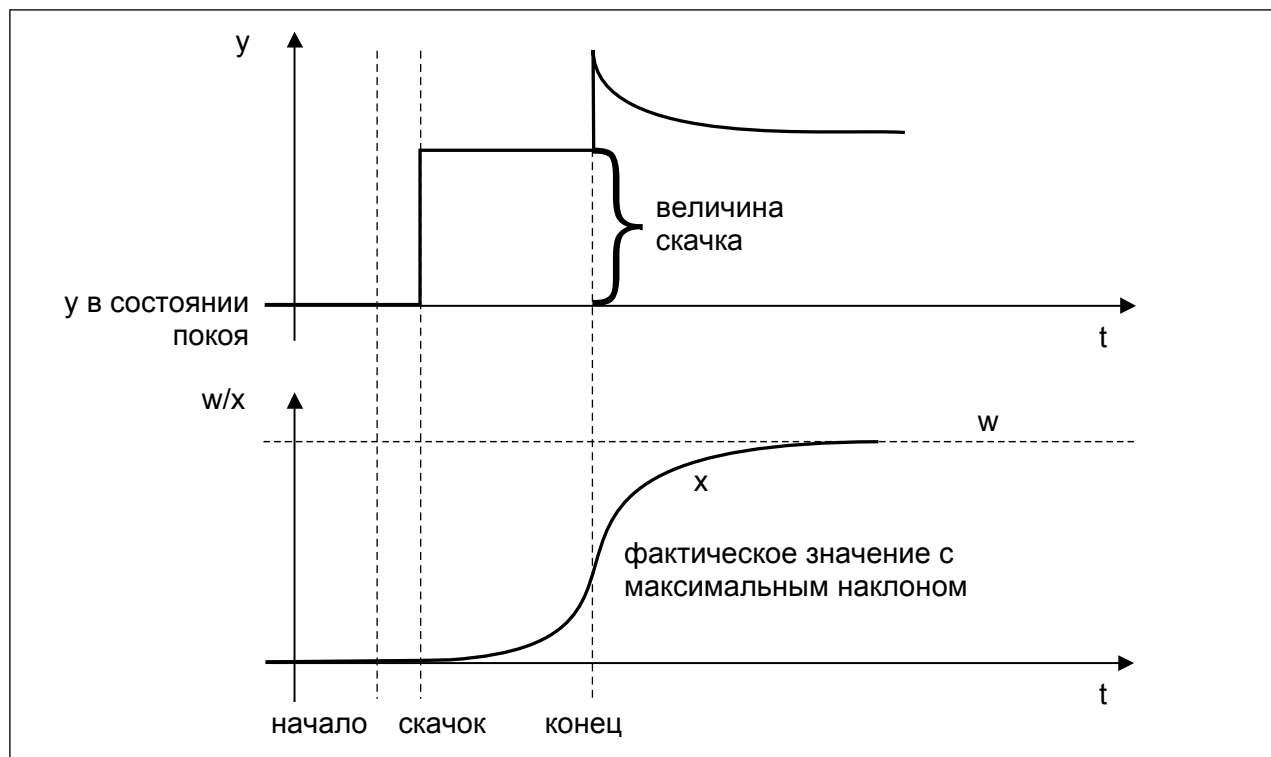 y
величина
скачка
y в состоянии
покоя
t
w/x
w
x
фактическое значение с
максимальным наклоном
t
начало
скачок
конец